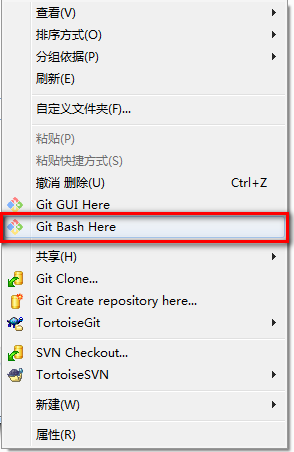 查看(V)
排序方式(O)
分组依据(P)
刷新(E)
自定义文件夹(F)...
粘贴(P)
粘贴快捷方式(S)
撤消 删除(U) Ctrl+Z
Git GUI Here
Git Bash Here
共享(H)
Git Clone...
Git Create repository here...
TortoiseGit
SVN Checkout...
TortoiseSVN
新建(W)
属性(R)